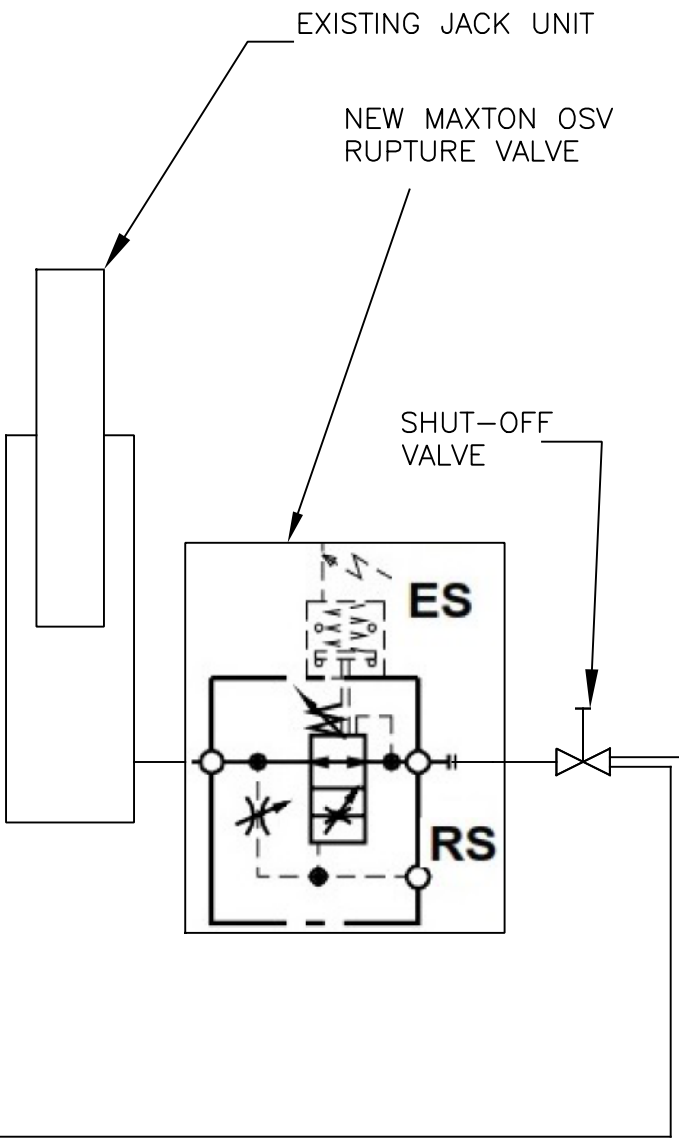 EXISTING JACK UNIT
NEW MAXTON OSV
RUPTURE VALVE
SHUT-OFF
VALVE
ES
RS